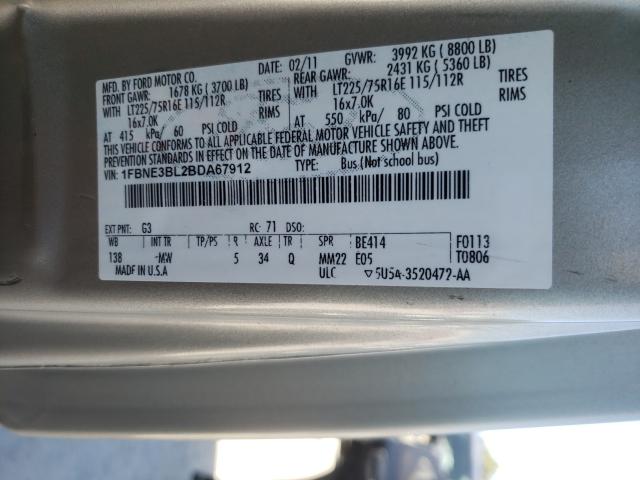 MFD. BY FORD MOTOR CO.
DATE: 02/11 GVWR: 3992 KG ( 8800 LB)
FRONT GAWR: 1678 KG ( 3700 LB) REAR GAWR: 2431 KG ( 5360 LB)
WITH LT225/75R16E 115/112R TIRES WITH LT225/75R16E 115/112R TIRES
16x7.0K RIMS 16x7.0K RIMS
AT 415 kPa/ 60 PSI COLD AT 550 kPa/ 80 PSI COLD
THIS VEHICLE CONFORMS TO ALL APPLICABLE FEDERAL MOTOR VEHICLE SAFETY AND THEFT
PREVENTION STANDARDS IN EFFECT ON THE DATE OF MANUFACTURE SHOWN ABOVE.
VIN: 1FBNE3BL2BDA67912 TYPE: Bus (Not School)
EXT PNT: G3 RC: 71 DSO:
WB INT TR TP/PS R AXLE TR SPR BE414 F0113
138 -MW 5 34 Q MM22 E05 T0806
MADE IN U.S.A ULC ▽5U5A-3520472-AA